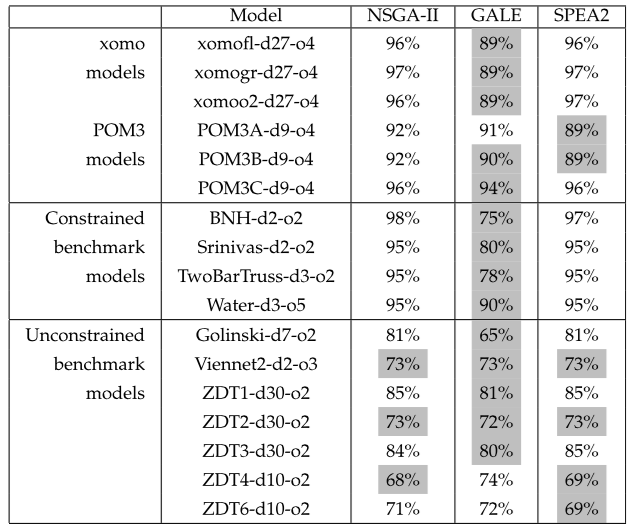 Model NSGA-II GALE SPEA2
xomo xomofl-d27-o4 96% 89% 96%
models xomogr-d27-o4 97% 89% 97%
xomoo2-d27-o4 96% 89% 97%
POM3 POM3A-d9-o4 92% 91% 89%
models POM3B-d9-o4 92% 90% 89%
POM3C-d9-o4 96% 94% 96%
Constrained BNH-d2-o2 98% 75% 97%
benchmark Srinivas-d2-o2 95% 80% 95%
models TwoBarTruss-d3-o2 95% 78% 95%
Water-d3-o5 95% 90% 95%
Unconstrained Golinski-d7-o2 81% 65% 81%
benchmark Viennet2-d2-o3 73% 73% 73%
models ZDT1-d30-o2 85% 81% 85%
ZDT2-d30-o2 73% 72% 73%
ZDT3-d30-o2 84% 80% 85%
ZDT4-d10-o2 68% 74% 69%
ZDT6-d10-o2 71% 72% 69%